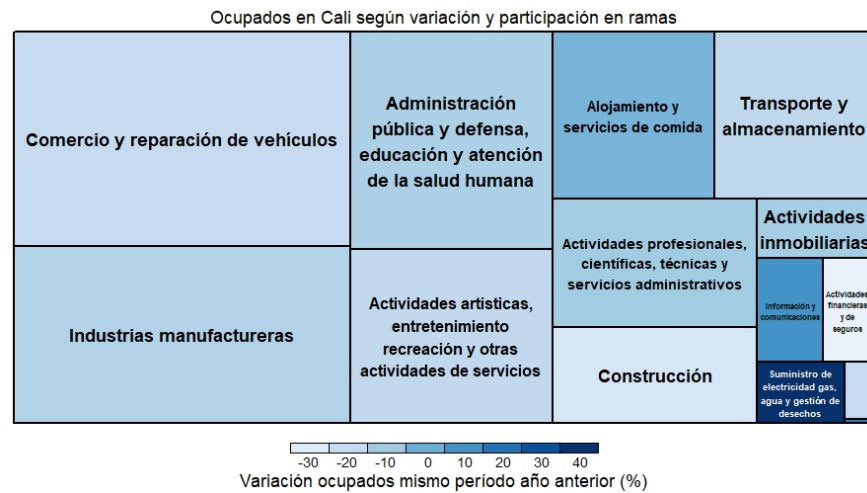 Ocupados en Cali según variación y participación en ramas
Comercio y reparación de vehículos
Administración
pública y defensa,
educación y atención
de la salud humana
Alojamiento y
servicios de comida
Transporte y
almacenamiento
Industrias manufactureras
Actividades artísticas,
entretenimiento
recreación y otras
actividades de servicios
Actividades profesionales,
científicas, técnicas y
servicios administrativos
Construcción
Actividades
inmobiliarias
Información y
comunicaciones
Actividades
financieras
y de
seguros
Suministro de
electricidad gas,
agua y gestión de
desechos
-30 -20 -10 0 10 20 30 40
Variación ocupados mismo período año anterior (%)